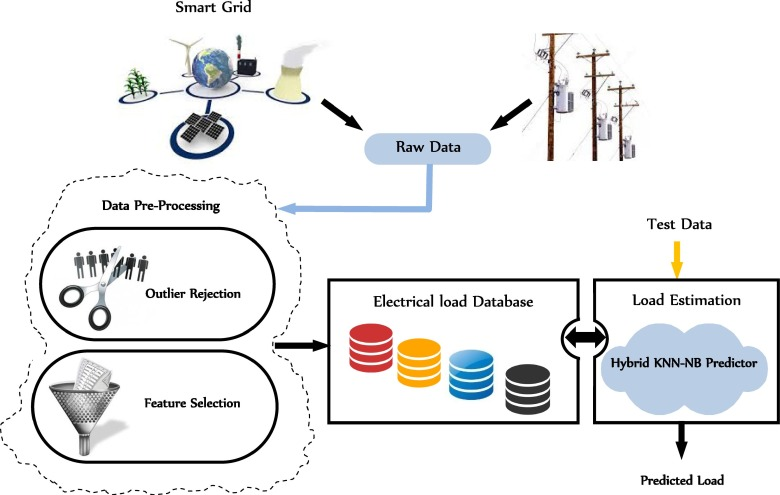 Smart Grid
Raw Data
Data Pre-Processing
Outlier Rejection
Feature Selection
Electrical load Database
Test Data
Load Estimation
Hybrid KNN-NB Predictor
Predicted Load